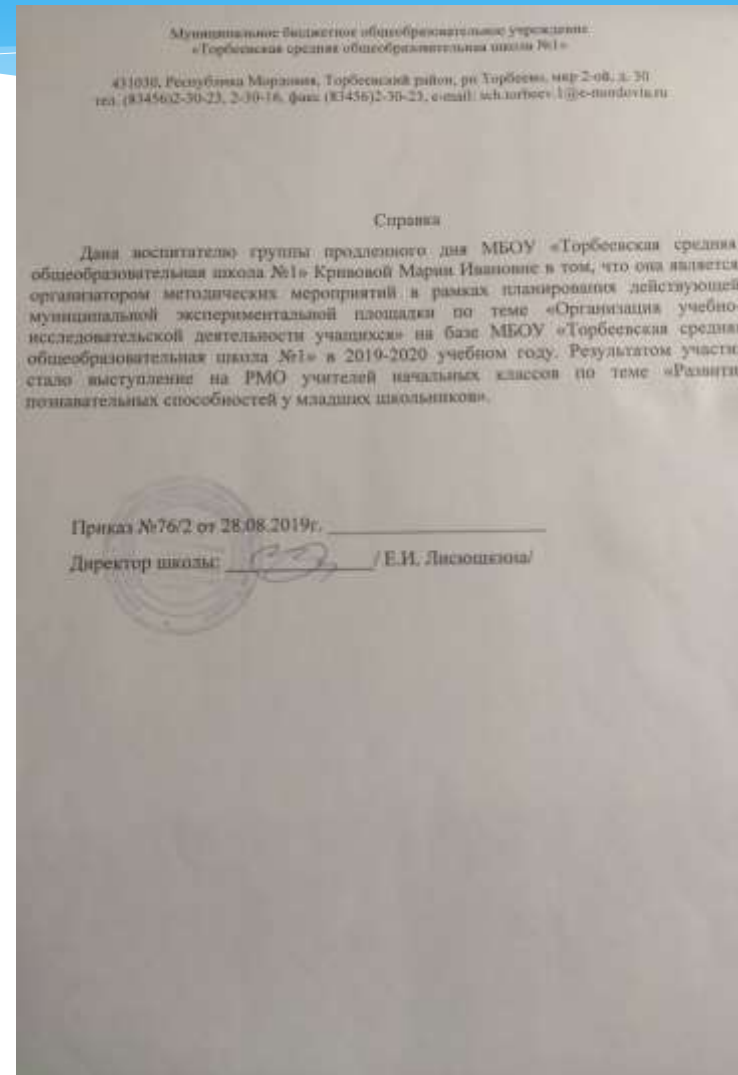 Муниципальное бюджетное общеобразовательное учреждение
«Торбеевская средняя общеобразовательная школа №1»
431030, Республика Мордовия, Торбеевский район, рп Торбеево, мкр 2-ой, д. 30
тел. (83456)2-30-23, 2-30-16, факс (83456)2-30-23, e-mail: sch.torbeev.1@e-mordovia.ru
Справка
Дана воспитателю группы продленного дня МБОУ «Торбеевская средняя
общеобразовательная школа №1» Кривовой Марии Ивановне в том, что она является
организатором методических мероприятий в рамках планирования действующей
муниципальной экспериментальной площадки по теме «Организация учебно-
исследовательской деятельности учащихся» на базе МБОУ «Торбеевская средняя
общеобразовательная школа №1» в 2019-2020 учебном году. Результатом участи
стало выступление на РМО учителей начальных классов по теме «Развити
познавательных способностей у младших школьников».
Приказ №76/2 от 28.08.2019г.
Директор школы: / Е.И. Лисюшкина/